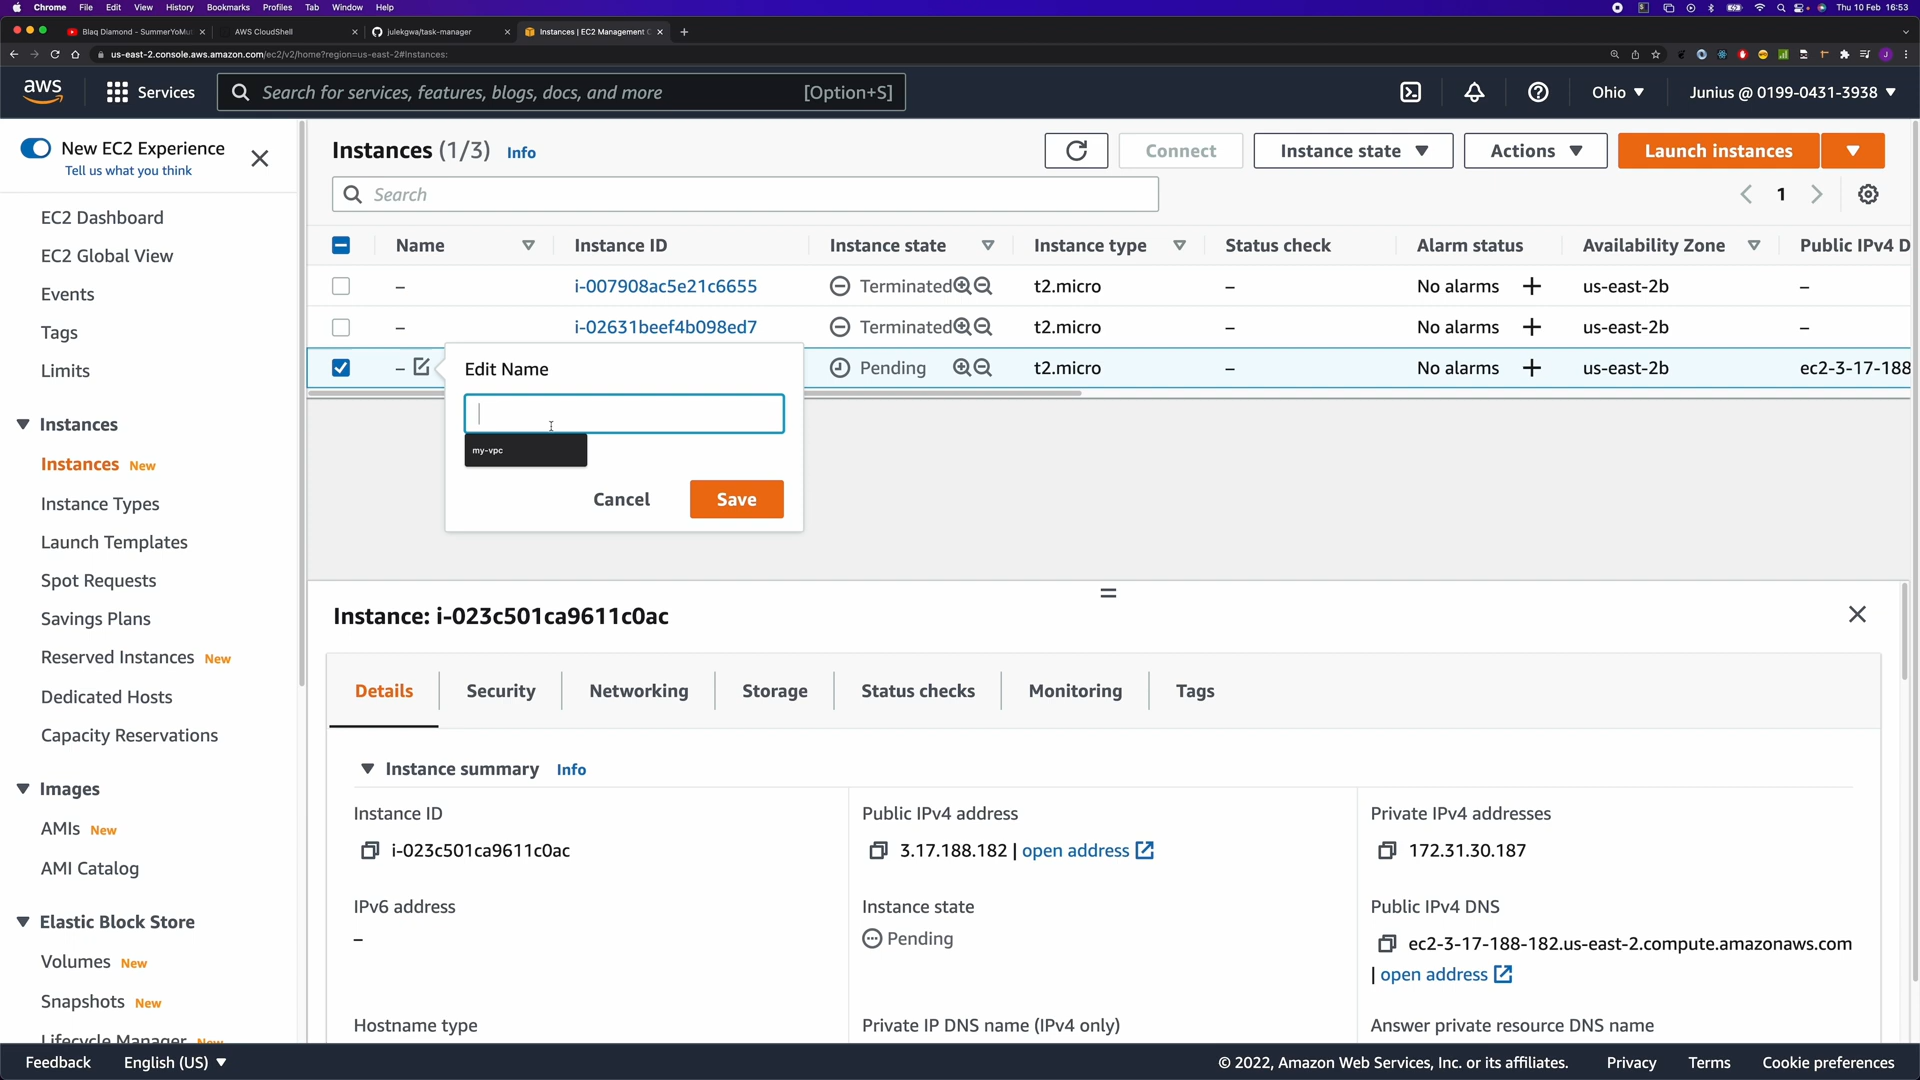 Chrome File Edit View History Bookmarks Profiles Tab Window Help
Thu 10 Feb 16:53
Blaq Diamond - SummerYoMut
AWS CloudShell
julekgwa/task-manager
Instances | EC2 Management C
us-east-2.console.aws.amazon.com/ec2/v2/home?region=us-east-2#Instances:
aws
Services
Search for services, features, blogs, docs, and more [Option+S]
Ohio
Junius @ 0199-0431-3938
New EC2 Experience
Tell us what you think
EC2 Dashboard
EC2 Global View
Events
Tags
Limits
Instances
Instances New
Instance Types
Launch Templates
Spot Requests
Savings Plans
Reserved Instances New
Dedicated Hosts
Capacity Reservations
Images
AMIs New
AMI Catalog
Elastic Block Store
Volumes New
Snapshots New
Lifecycle Manager New
Instances (1/3) Info
Connect
Instance state
Actions
Launch instances
Search
1
Name Instance ID Instance state Instance type Status check Alarm status Availability Zone Public IPv4 D
– i-007908ac5e21c6655 Terminated t2.micro – No alarms + us-east-2b –
– i-02631beef4b098ed7 Terminated t2.micro – No alarms + us-east-2b –
– Pending t2.micro – No alarms + us-east-2b ec2-3-17-188
Edit Name
my-vpc
Cancel Save
Instance: i-023c501ca9611c0ac
Details Security Networking Storage Status checks Monitoring Tags
Instance summary Info
Instance ID
i-023c501ca9611c0ac
Public IPv4 address
3.17.188.182 | open address
Private IPv4 addresses
172.31.30.187
IPv6 address
–
Instance state
Pending
Public IPv4 DNS
ec2-3-17-188-182.us-east-2.compute.amazonaws.com
| open address
Hostname type
Private IP DNS name (IPv4 only)
Answer private resource DNS name
Feedback English (US)
© 2022, Amazon Web Services, Inc. or its affiliates. Privacy Terms Cookie preferences